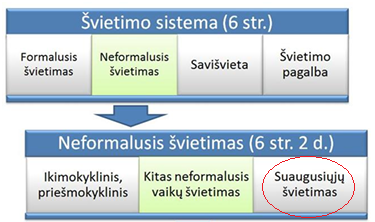 Švietimo sistema (6 str.)
Formalusis švietimas
Neformalusis švietimas
Savišvieta
Švietimo pagalba
Neformalusis švietimas (6 str. 2 d.)
Ikimokyklinis, priešmokyklinis
Kitas neformalusis vaikų švietimas
Suaugusiųjų švietimas